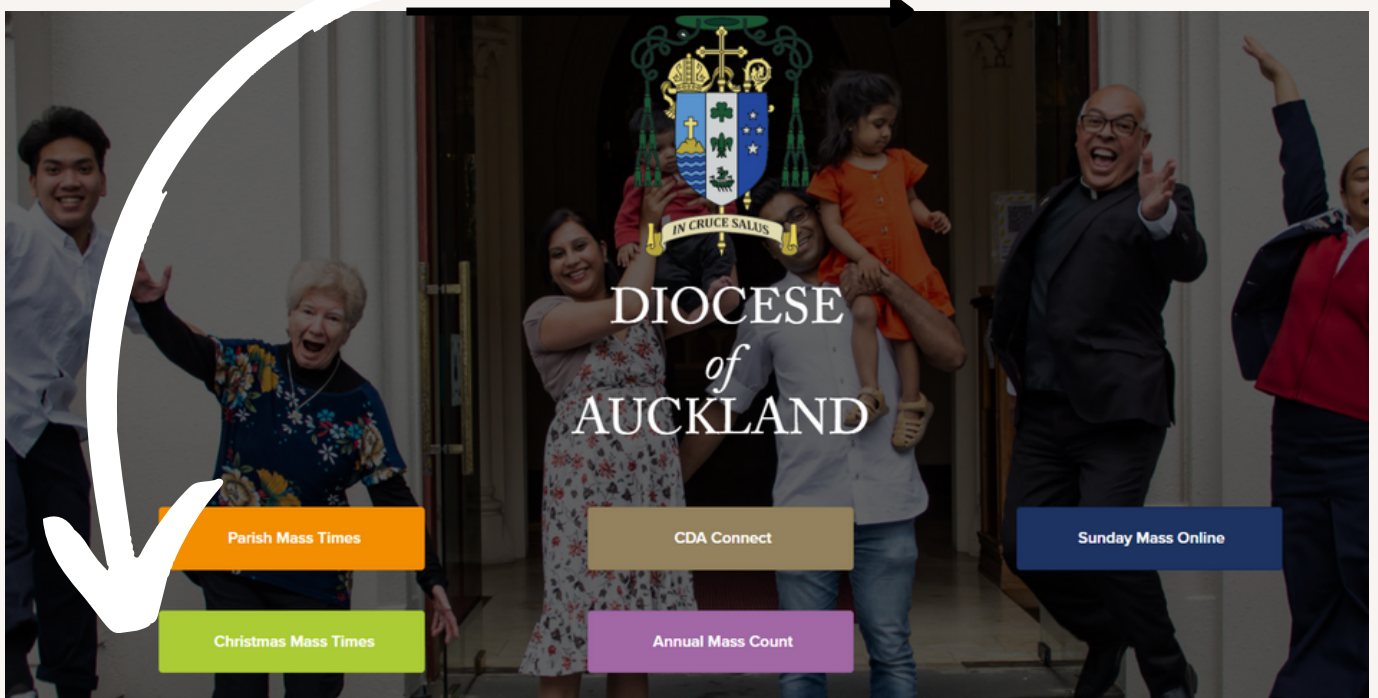 IN CRUCE SALUS
DIOCESE
of
AUCKLAND
Parish Mass Times
CDA Connect
Sunday Mass Online
Christmas Mass Times
Annual Mass Count